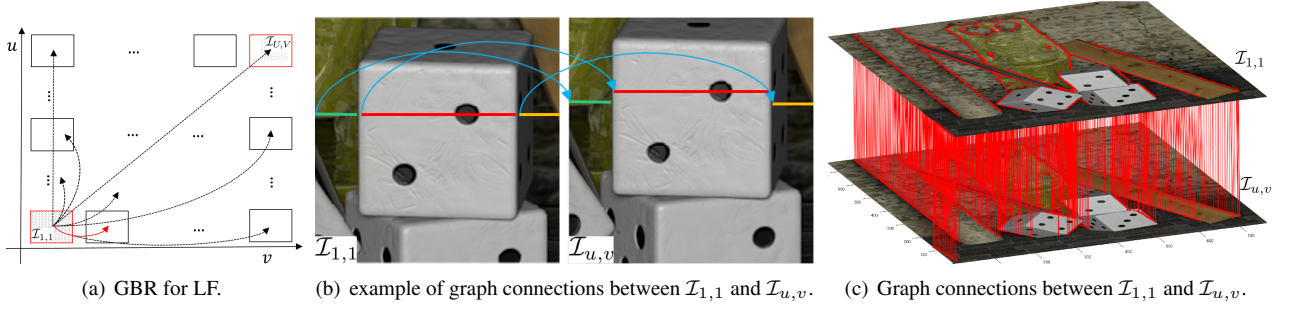 u
𝓘_{U,V}
...
⋮
⋮
...
...
⋮
⋮
𝓘_{1,1}
...
v
(a) GBR for LF.
𝓘_{1,1}
𝓘_{u,v}
(b) example of graph connections between 𝓘_{1,1} and 𝓘_{u,v}.
𝓘_{1,1}
𝓘_{u,v}
(c) Graph connections between 𝓘_{1,1} and 𝓘_{u,v}.